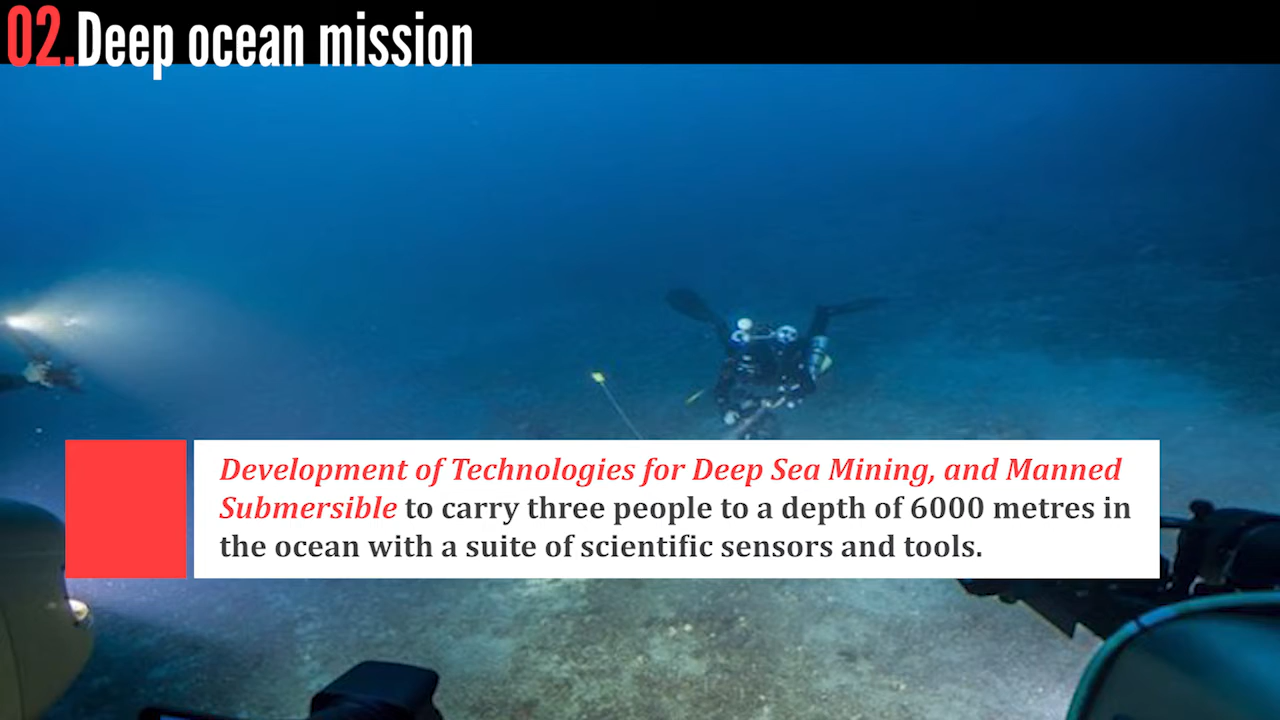 02.Deep ocean mission
Development of Technologies for Deep Sea Mining, and Manned
Submersible to carry three people to a depth of 6000 metres in
the ocean with a suite of scientific sensors and tools.